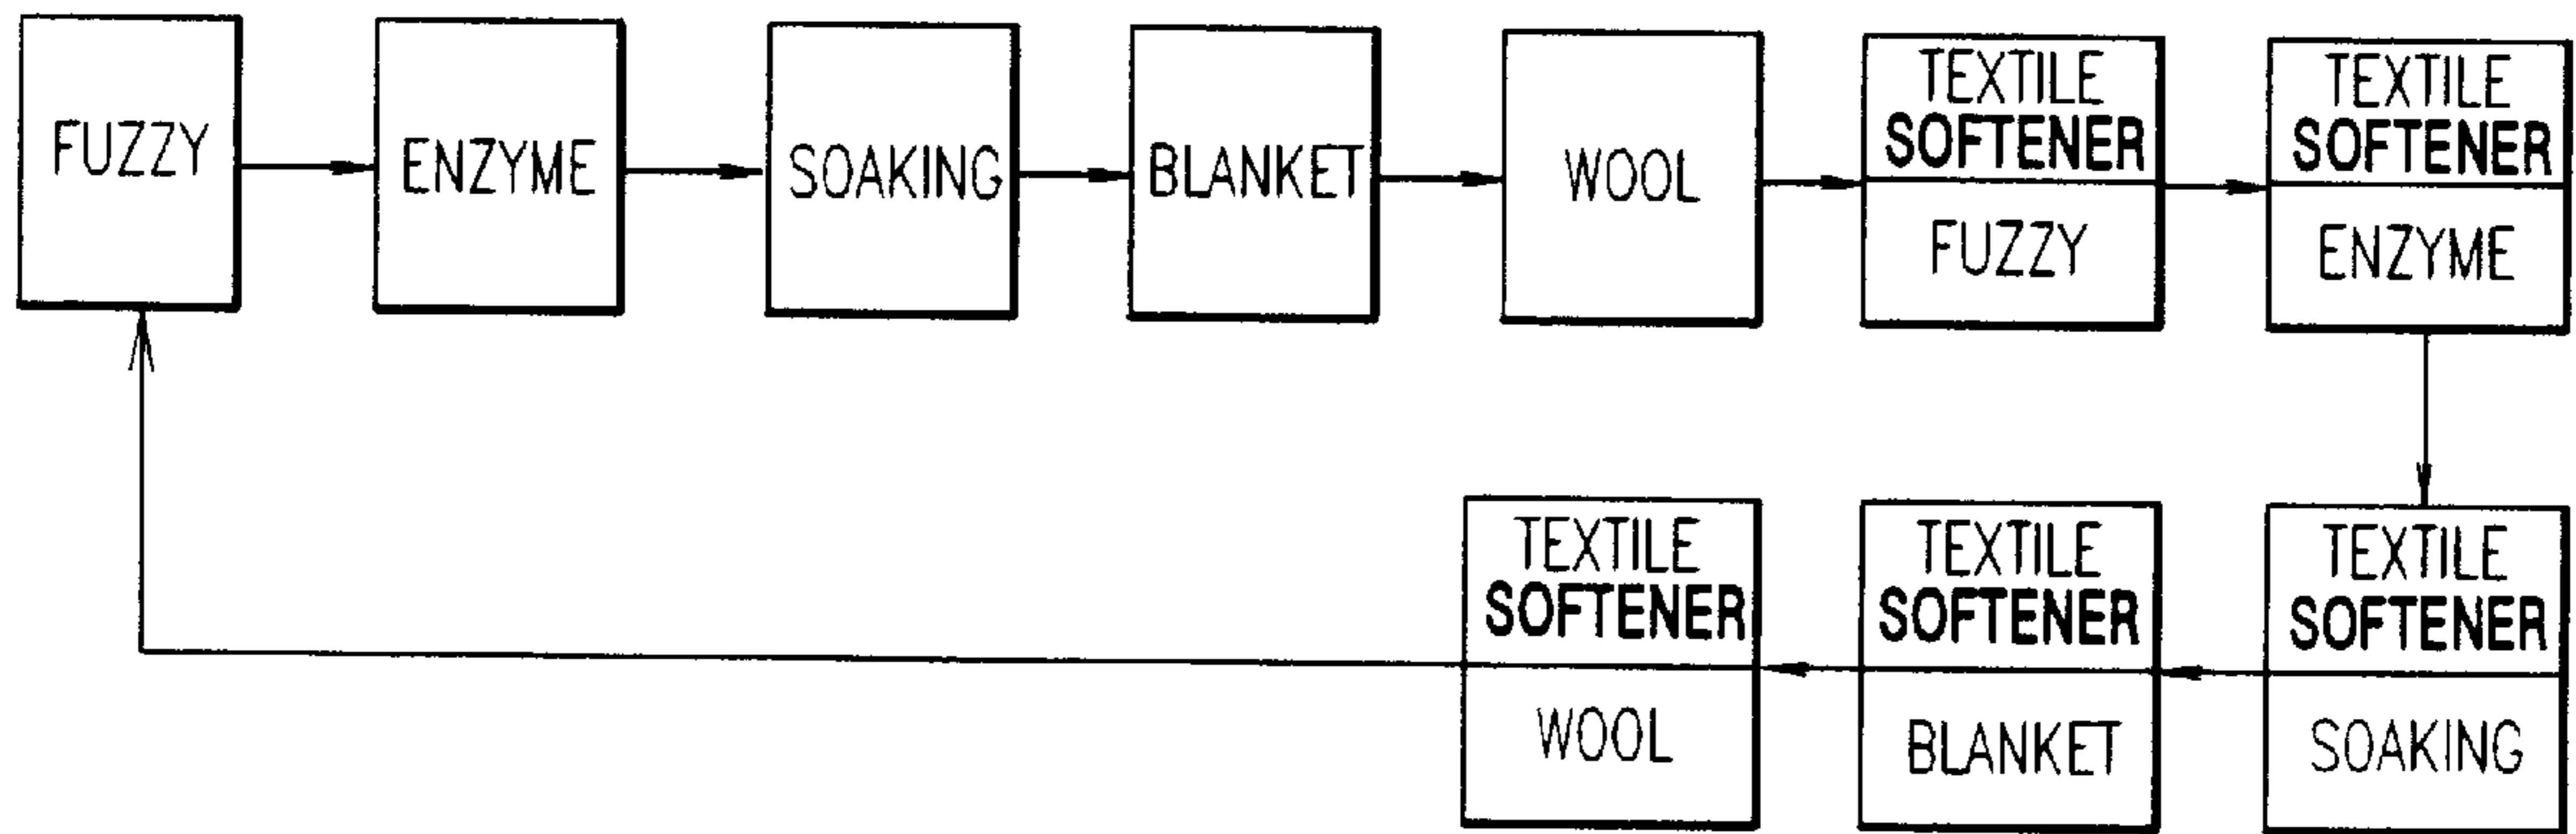 FUZZY
ENZYME
SOAKING
BLANKET
WOOL
TEXTILE
SOFTENER
FUZZY
TEXTILE
SOFTENER
ENZYME
TEXTILE
SOFTENER
WOOL
TEXTILE
SOFTENER
BLANKET
TEXTILE
SOFTENER
SOAKING